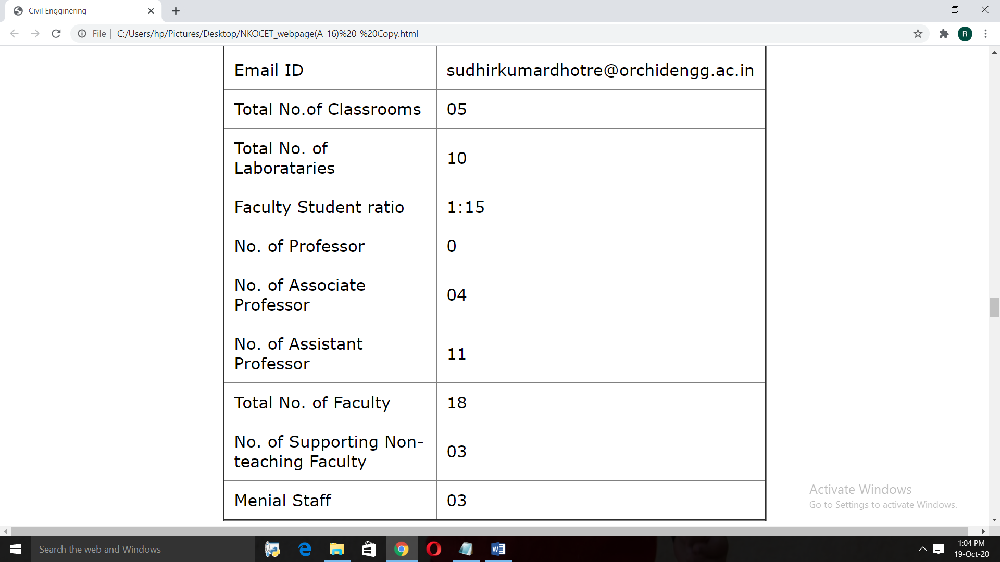 Civil Engginering
File
C:/Users/hp/Pictures/Desktop/NKOCET_webpage(A-16)%20-%20Copy.html
R
Email ID
sudhirkumardhotre@orchidengg.ac.in
Total No.of Classrooms
05
Total No. of
Laborataries
10
Faculty Student ratio
1:15
No. of Professor
0
No. of Associate
Professor
04
No. of Assistant
Professor
11
Total No. of Faculty
18
No. of Supporting Non-
teaching Faculty
03
Menial Staff
03
Activate Windows
Go to Settings to activate Windows.
Search the web and Windows
1:04 PM
19-Oct-20